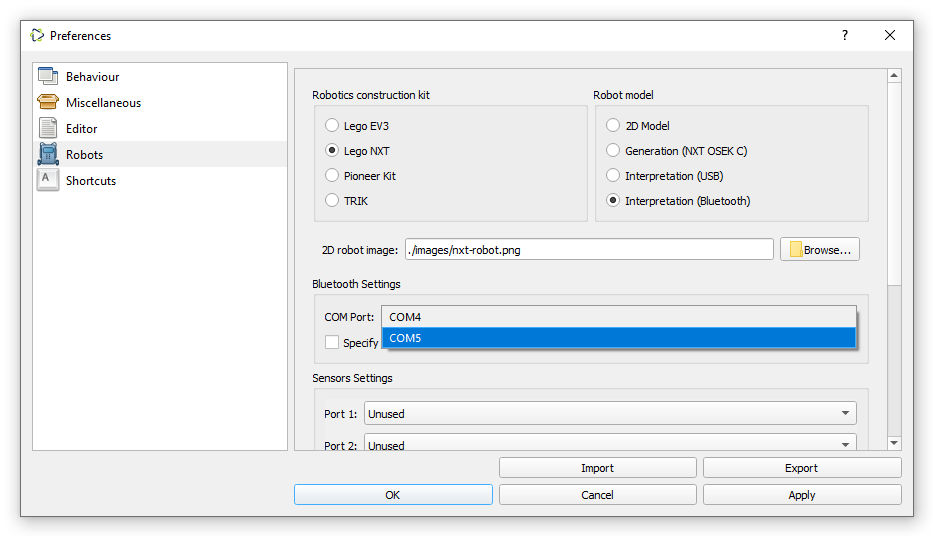 Preferences
?
Behaviour
Miscellaneous
Editor
Robots
A
Shortcuts
Robotics construction kit
Lego EV3
Lego NXT
Pioneer Kit
TRIK
Robot model
2D Model
Generation (NXT OSEK C)
Interpretation (USB)
Interpretation (Bluetooth)
2D robot image: ./images/nxt-robot.png Browse...
Bluetooth Settings
COM Port: COM4
COM5
Specify
Sensors Settings
Port 1: Unused
Port 2: Unused
Import Export
OK Cancel Apply